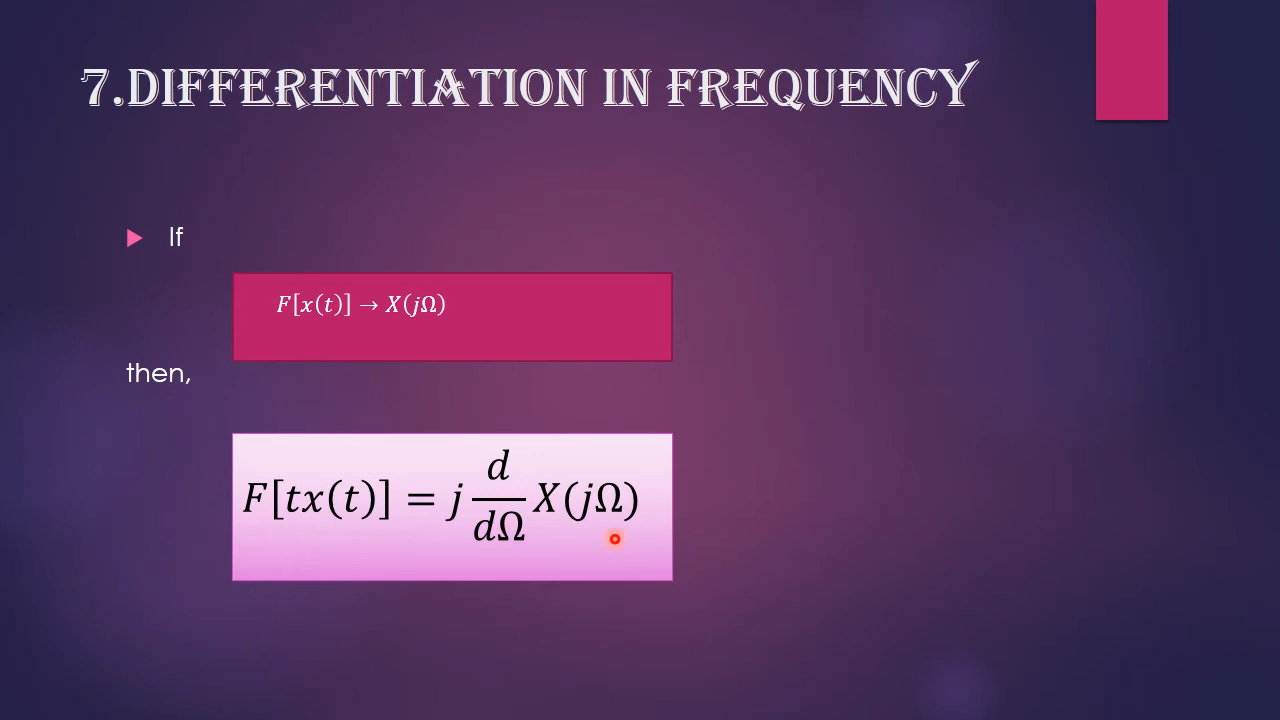 7.DIFFERENTIATION IN FREQUENCY
If
F[x(t)] → X(jΩ)
then,
F[tx(t)] = j d/dΩ X(jΩ)